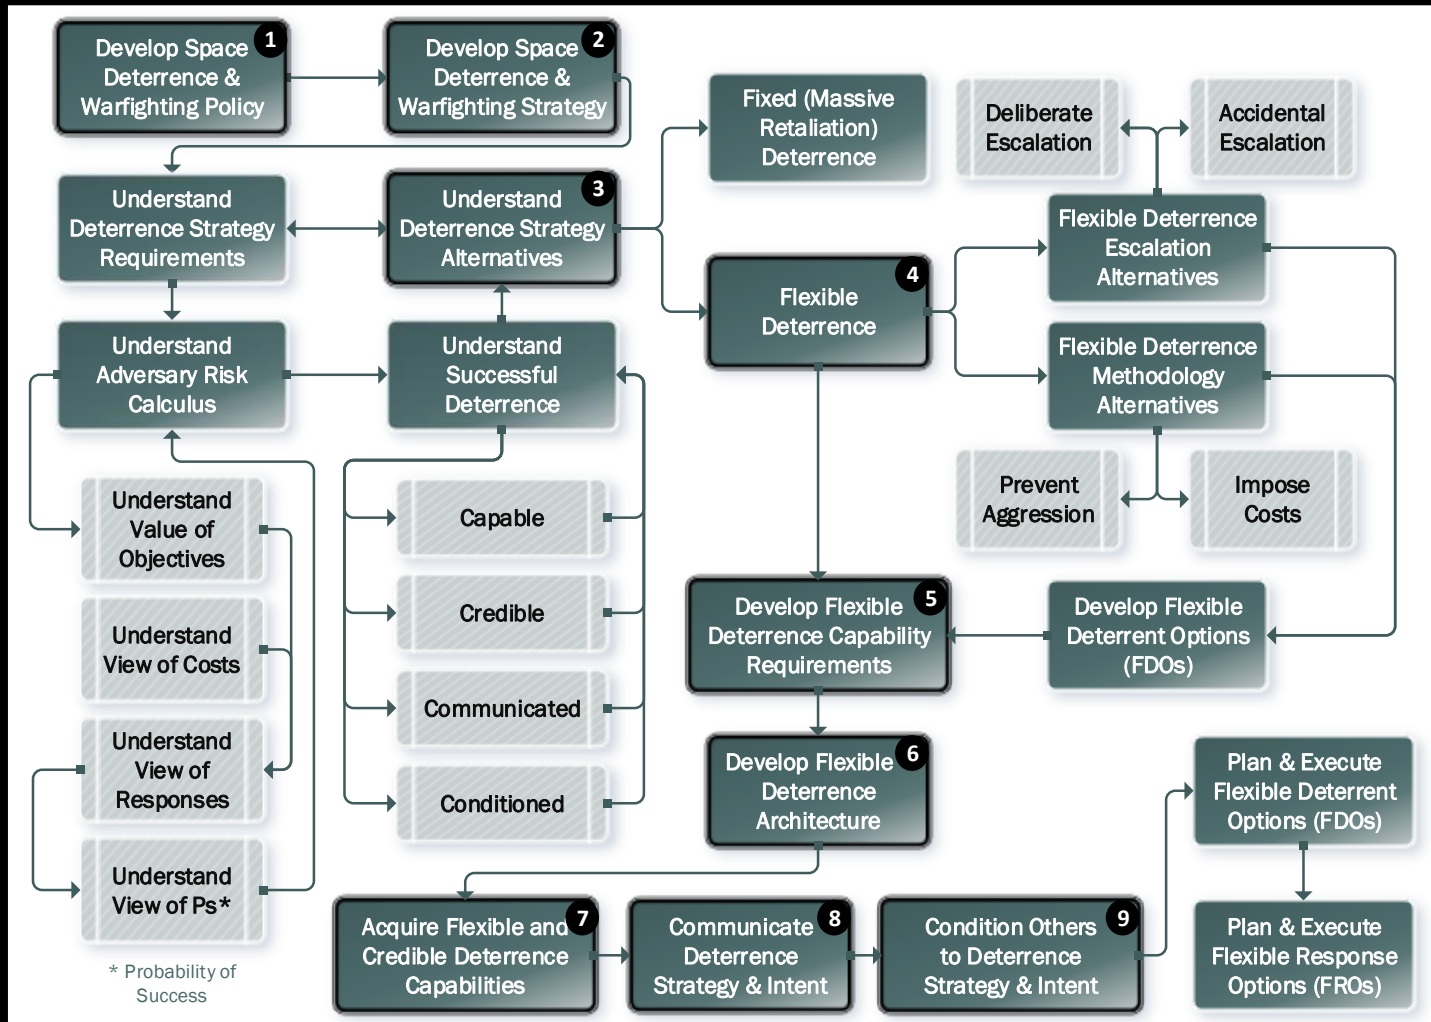 Develop Space
Deterrence &
Warfighting Policy
1
Develop Space
Deterrence &
Warfighting Strategy
2
Understand
Deterrence Strategy
Requirements
Understand
Deterrence Strategy
Alternatives
3
Fixed (Massive
Retaliation)
Deterrence
Deliberate
Escalation
Accidental
Escalation
Flexible
Deterrence
4
Flexible Deterrence
Escalation
Alternatives
Flexible Deterrence
Methodology
Alternatives
Prevent
Aggression
Impose
Costs
Understand
Adversary Risk
Calculus
Understand
Successful
Deterrence
Understand
Value of
Objectives
Understand
View of Costs
Understand
View of
Responses
Understand
View of Ps*
* Probability of
Success
Capable
Credible
Communicated
Conditioned
Develop Flexible
Deterrence Capability
Requirements
5
Develop Flexible
Deterrent Options
(FDOs)
Develop Flexible
Deterrence
Architecture
6
Acquire Flexible and
Credible Deterrence
Capabilities
7
Communicate
Deterrence
Strategy & Intent
8
Condition Others
to Deterrence
Strategy & Intent
9
Plan & Execute
Flexible Deterrent
Options (FDOs)
Plan & Execute
Flexible Response
Options (FROs)